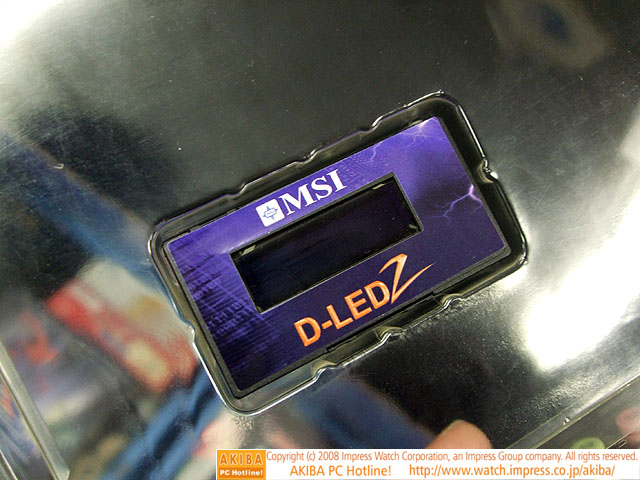 MSI
D-LED2
AKIBA
PC Hotline!
Copyright (c) 2008 Impress Watch Corporation, an Impress Group company. All rights reserved.
AKIBA PC Hotline! http://www.watch.impress.co.jp/akiba/